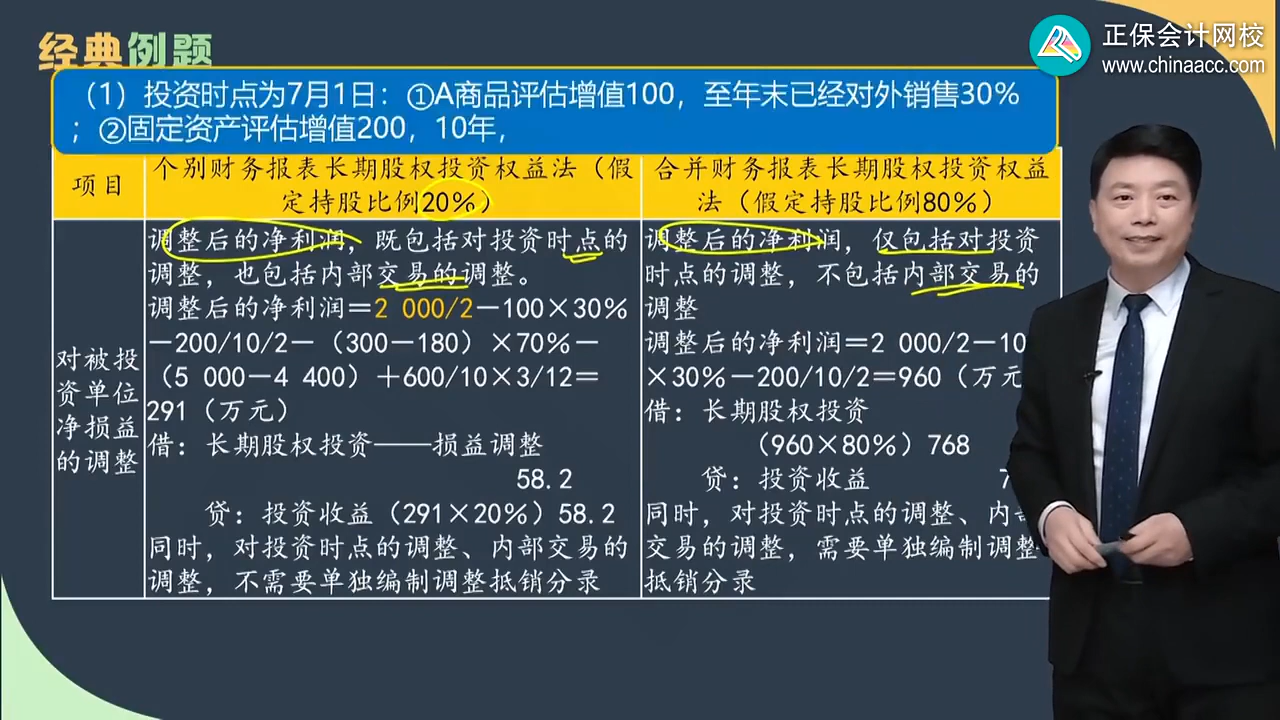 经典例题
正保会计网校
www.chinaacc.com
（1）投资时点为7月1日：①A商品评估增值100，至年末已经对外销售30%
；②固定资产评估增值200，10年，
项目
个别财务报表长期股权投资权益法（假
定持股比例20%）
合并财务报表长期股权投资权益
法（假定持股比例80%）
对被投
资单位
净损益
的调整
调整后的净利润，既包括对投资时点的
调整，也包括内部交易的调整。
调整后的净利润＝2 000/2－100×30%
－200/10/2－（300－180）×70%－
（5 000－4 400）＋600/10×3/12＝
291（万元）
借：长期股权投资——损益调整
58.2
贷：投资收益（291×20%）58.2
同时，对投资时点的调整、内部交易的
调整，不需要单独编制调整抵销分录
调整后的净利润，仅包括对投资
时点的调整，不包括内部交易的
调整
调整后的净利润＝2 000/2－10
×30%－200/10/2＝960（万元
借：长期股权投资
（960×80%）768
贷：投资收益 7
同时，对投资时点的调整、内部
交易的调整，需要单独编制调整
抵销分录